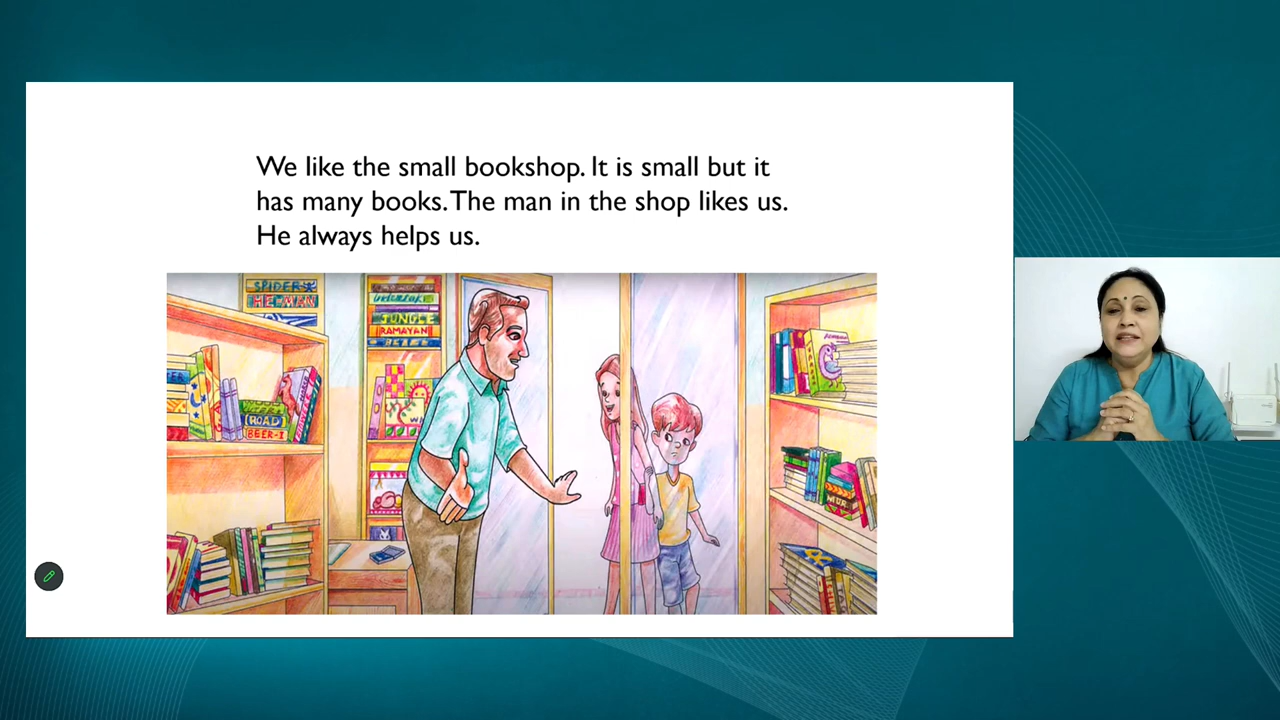 We like the small bookshop. It is small but it
has many books. The man in the shop likes us.
He always helps us.
SPIDER
HE-MAN
JUNGLE
RAMAYAN
ROAD
BEER-I